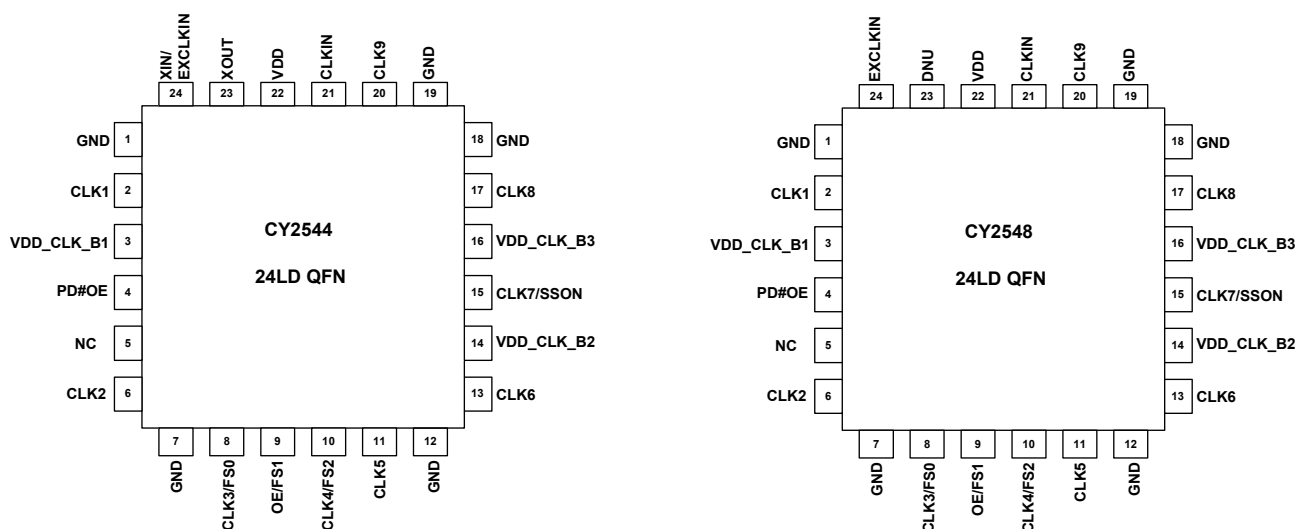 XIN/
EXCLKIN
XOUT
VDD
CLKIN
CLK9
GND
24
23
22
21
20
19
GND
1
18
GND
CLK1
2
17
CLK8
VDD_CLK_B1
3
CY2544
16
VDD_CLK_B3
PD#OE
4
24LD QFN
15
CLK7/SSON
NC
5
14
VDD_CLK_B2
CLK2
6
13
CLK6
7
8
9
10
11
12
GND
CLK3/FS0
OE/FS1
CLK4/FS2
CLK5
GND
EXCLKIN
DNU
VDD
CLKIN
CLK9
GND
24
23
22
21
20
19
GND
1
18
GND
CLK1
2
17
CLK8
VDD_CLK_B1
3
CY2548
16
VDD_CLK_B3
PD#OE
4
24LD QFN
15
CLK7/SSON
NC
5
14
VDD_CLK_B2
CLK2
6
13
CLK6
7
8
9
10
11
12
GND
CLK3/FS0
OE/FS1
CLK4/FS2
CLK5
GND